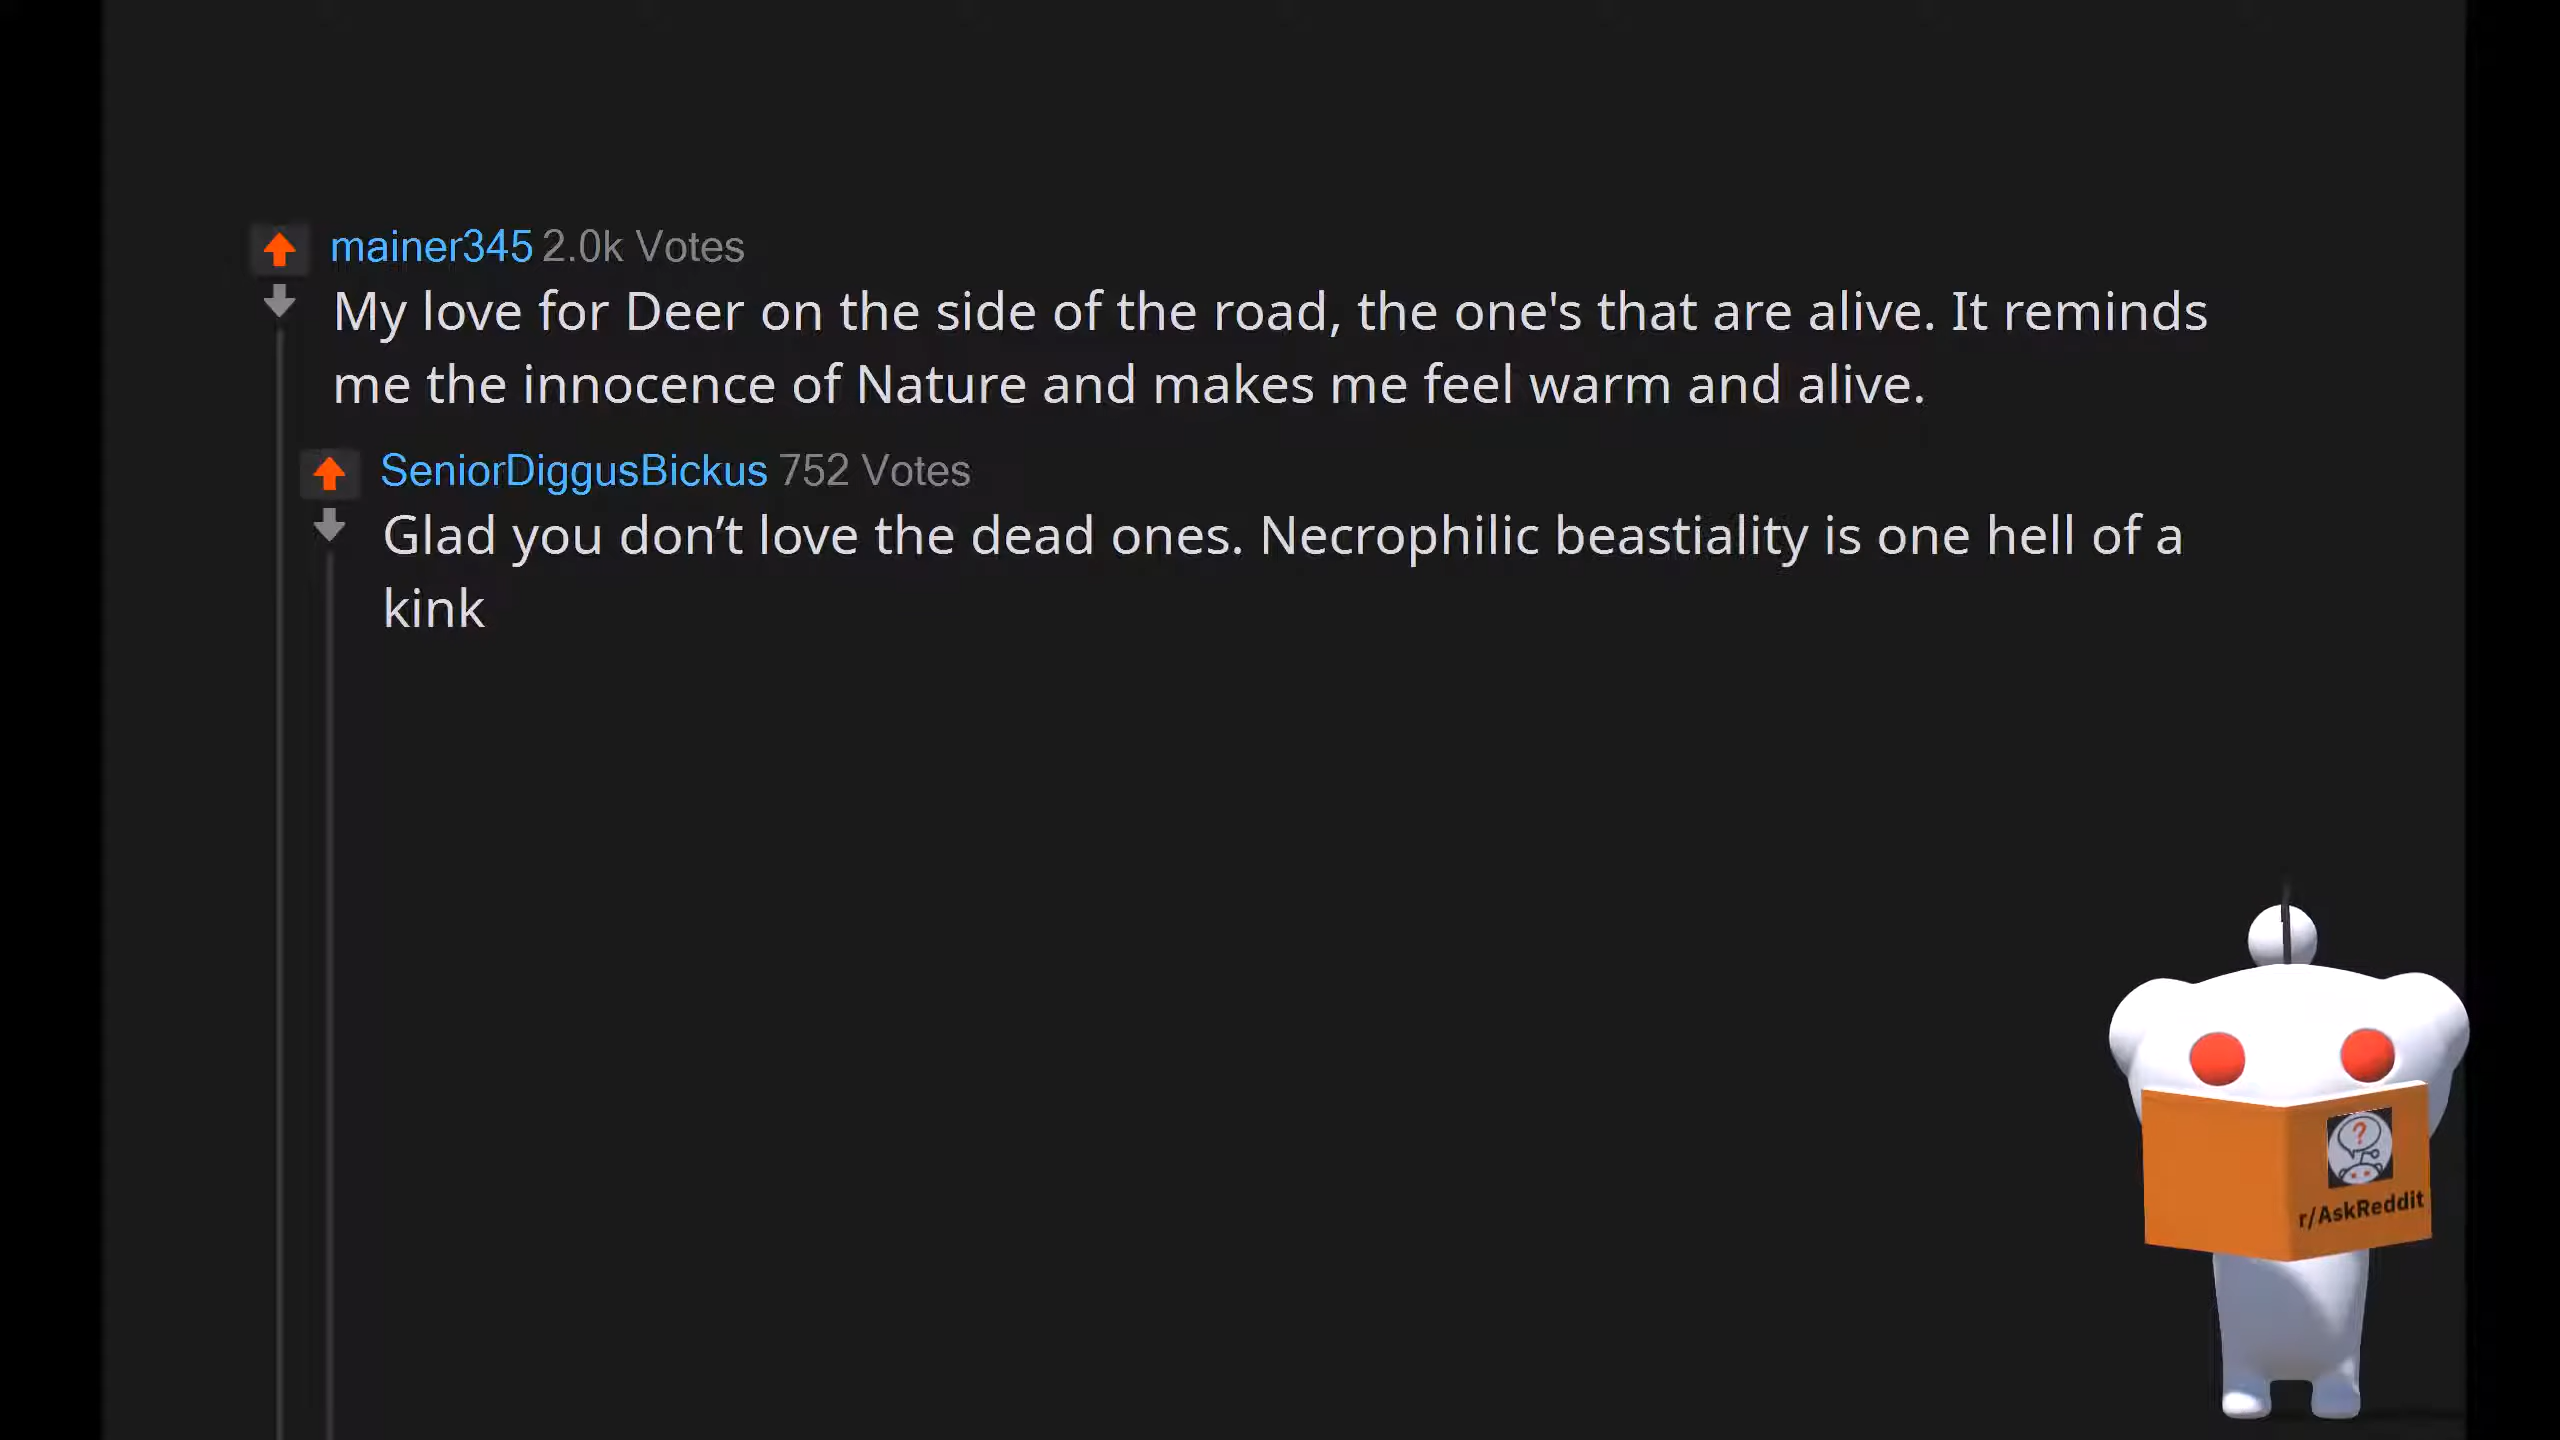 mainer345 2.0k Votes
My love for Deer on the side of the road, the one's that are alive. It reminds
me the innocence of Nature and makes me feel warm and alive.
SeniorDiggusBickus 752 Votes
Glad you don’t love the dead ones. Necrophilic beastiality is one hell of a
kink
?
r/AskReddit